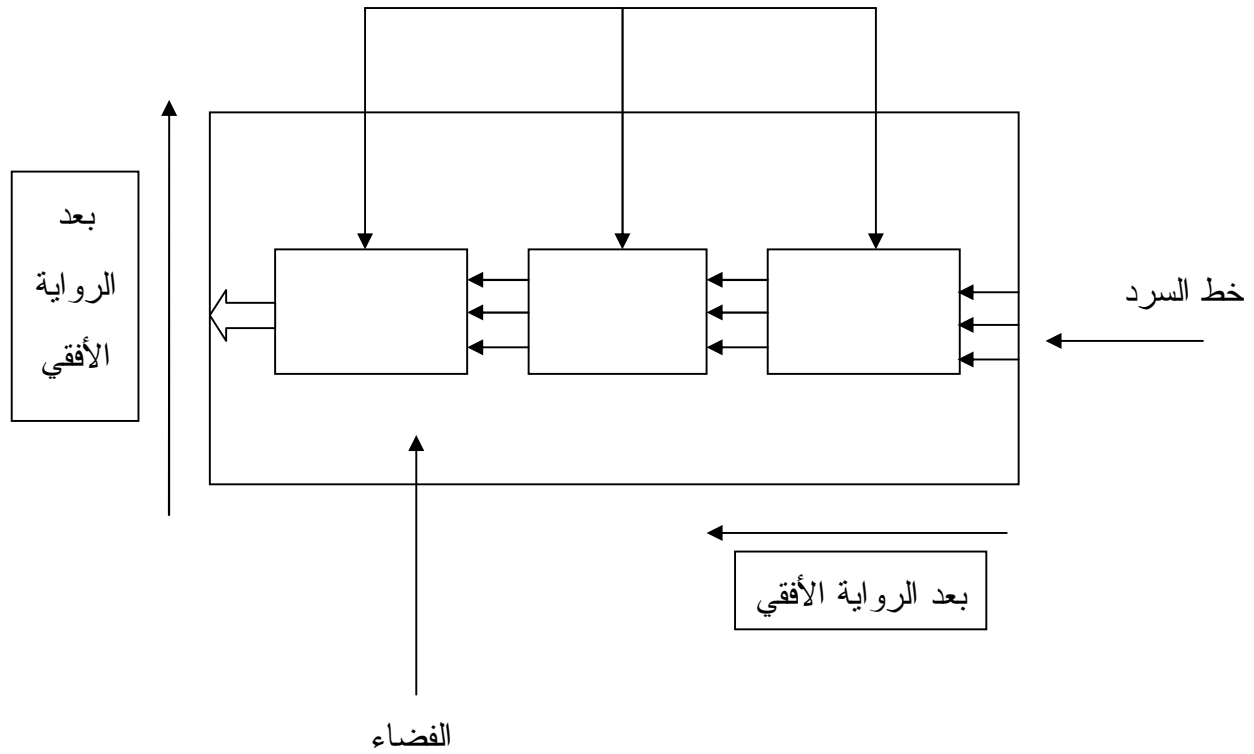 خط السرد
بعد
الرواية
الأفقي
بعد الرواية الأفقي
الفضاء